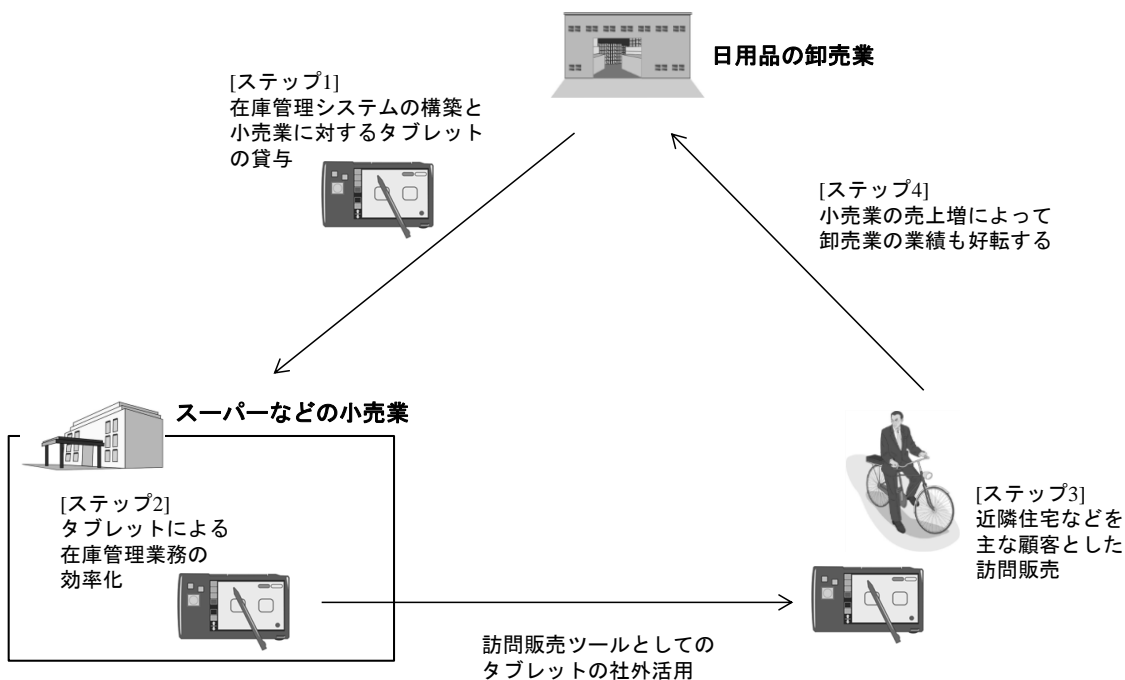 日用品の卸売業
[ステップ1]
在庫管理システムの構築と
小売業に対するタブレット
の貸与
[ステップ4]
小売業の売上増によって
卸売業の業績も好転する
スーパーなどの小売業
[ステップ2]
タブレットによる
在庫管理業務の
効率化
[ステップ3]
近隣住宅などを
主な顧客とした
訪問販売
訪問販売ツールとしての
タブレットの社外活用